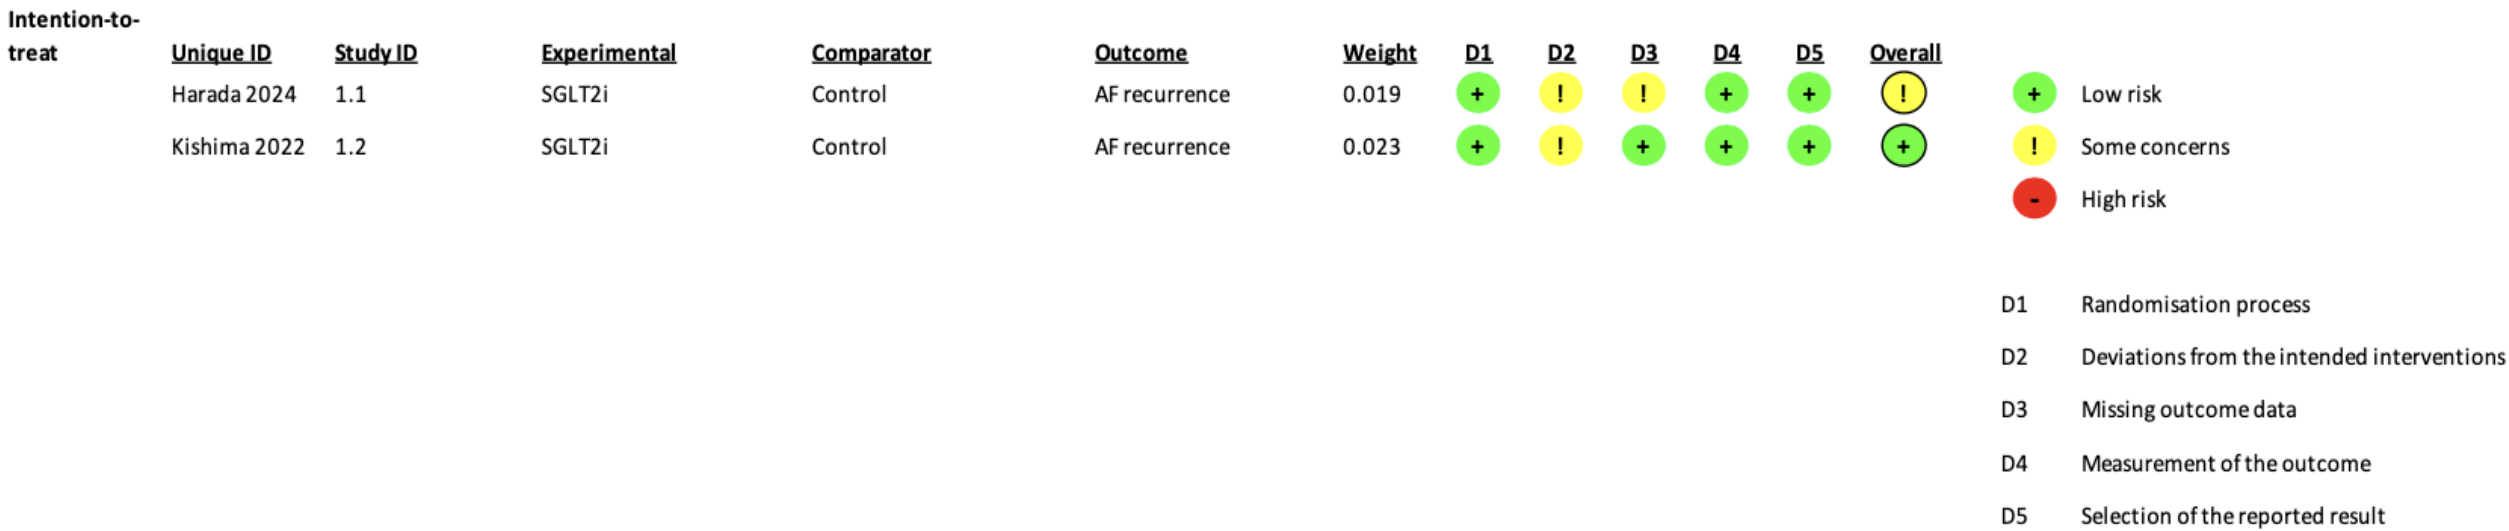 Intention-to-
treat Unique ID Study ID Experimental Comparator Outcome Weight D1 D2 D3 D4 D5 Overall
Harada 2024 1.1 SGLT2i Control AF recurrence 0.019 + ! ! + + ! + Low risk
Kishima 2022 1.2 SGLT2i Control AF recurrence 0.023 + ! + + + + ! Some concerns
- High risk
D1 Randomisation process
D2 Deviations from the intended interventions
D3 Missing outcome data
D4 Measurement of the outcome
D5 Selection of the reported result